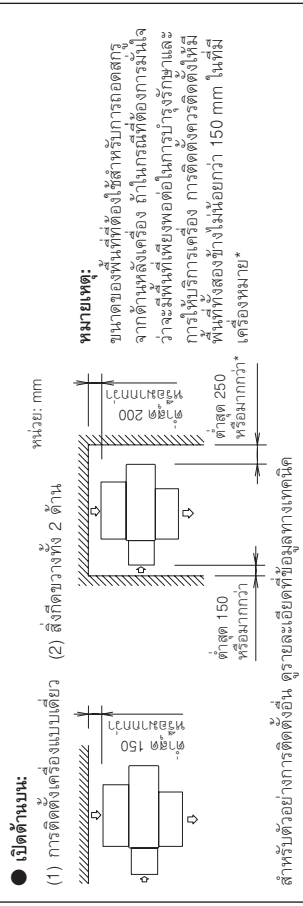 ● เปิดด้านบน:
หน่วย: mm
(1) การติดตั้งเครื่องแบบเดี่ยว
(2) สิ่งกีดขวางทั้ง 2 ด้าน
ต่ำสุด 150
หรือมากกว่า
ต่ำสุด 200
หรือมากกว่า
ต่ำสุด 150
หรือมากกว่า
ต่ำสุด 250
หรือมากกว่า*
หมายเหตุ:
ขนาดของพื้นที่ที่ต้องใช้สำหรับการถอดสกรู
จากด้านหลังเครื่อง ถ้าในกรณีที่ต้องการมั่นใจ
ว่าจะมีพื้นที่เพียงพอต่อในการบำรุงรักษาและ
การให้บริการเครื่อง การติดตั้งควรติดตั้งให้มี
พื้นที่ทั้งสองข้างไม่น้อยกว่า 150 mm ในที่มี
เครื่องหมาย*
สำหรับตัวอย่างการติดตั้งอื่น ดูรายละเอียดที่ข้อมูลทางเทคนิค